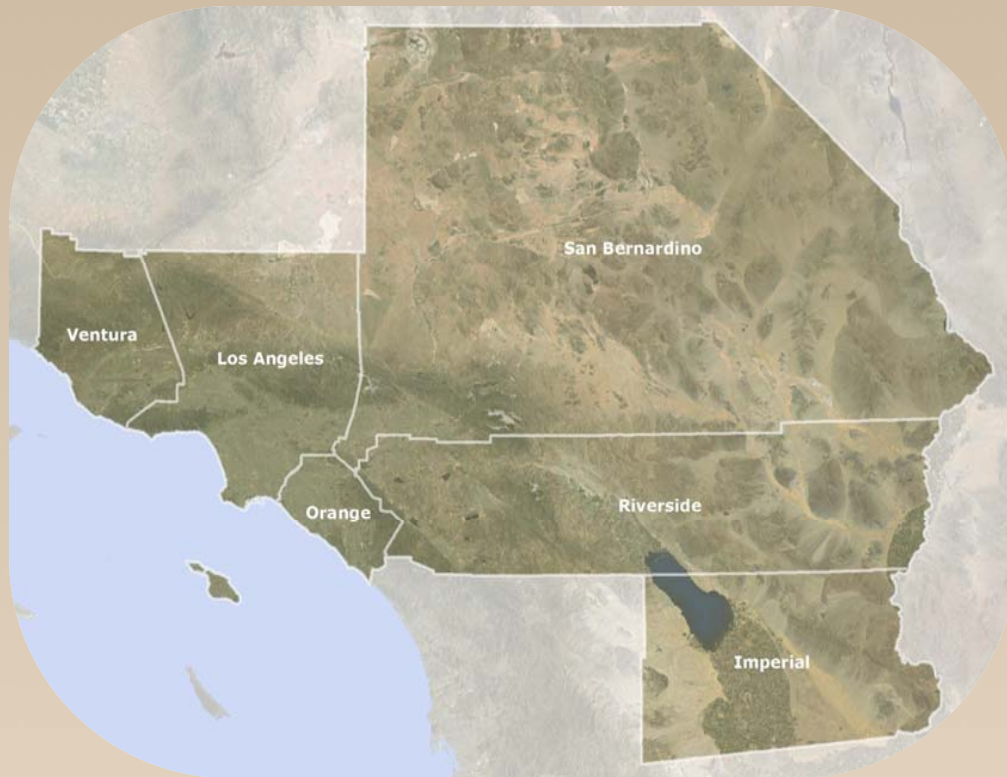 San Bernardino
Ventura
Los Angeles
Riverside
Orange
Imperial